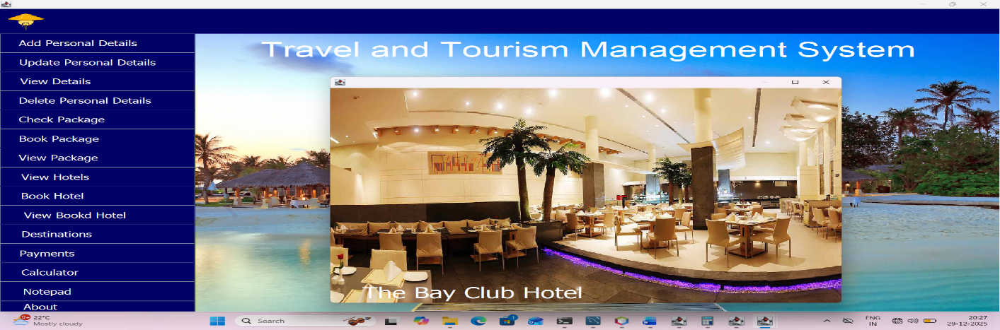 Travel and Tourism Management System
Add Personal Details
Update Personal Details
View Details
Delete Personal Details
Check Package
Book Package
View Package
View Hotels
Book Hotel
View Bookd Hotel
Destinations
Payments
Calculator
Notepad
About
The Bay Club Hotel
9+
22°C
Mostly cloudy
Search
1
ENG
IN
20:27
29-12-2025